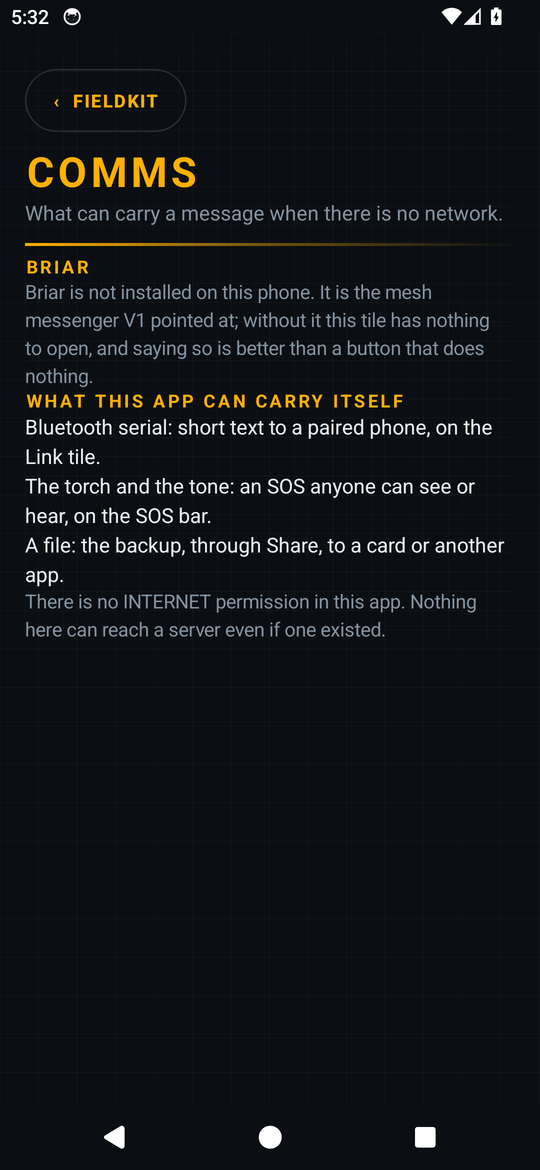 5:32
‹ FIELDKIT
COMMS
What can carry a message when there is no network.
BRIAR
Briar is not installed on this phone. It is the mesh
messenger V1 pointed at; without it this tile has nothing
to open, and saying so is better than a button that does
nothing.
WHAT THIS APP CAN CARRY ITSELF
Bluetooth serial: short text to a paired phone, on the
Link tile.
The torch and the tone: an SOS anyone can see or
hear, on the SOS bar.
A file: the backup, through Share, to a card or another
app.
There is no INTERNET permission in this app. Nothing
here can reach a server even if one existed.